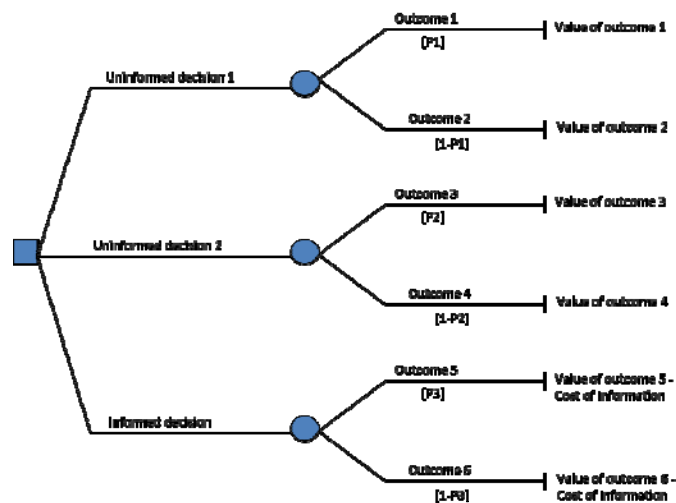 Outcome 1
[P1]
Value of outcome 1
Uninformed decision 1
Outcome 2
[1-P1]
Value of outcome 2
Outcome 3
[P2]
Value of outcome 3
Uninformed decision 2
Outcome 4
[1-P2]
Value of outcome 4
Outcome 5
[P3]
Value of outcome 5 -
Cost of Information
Informed decision
Outcome 6
[1-P3]
Value of outcome 6 -
Cost of Information